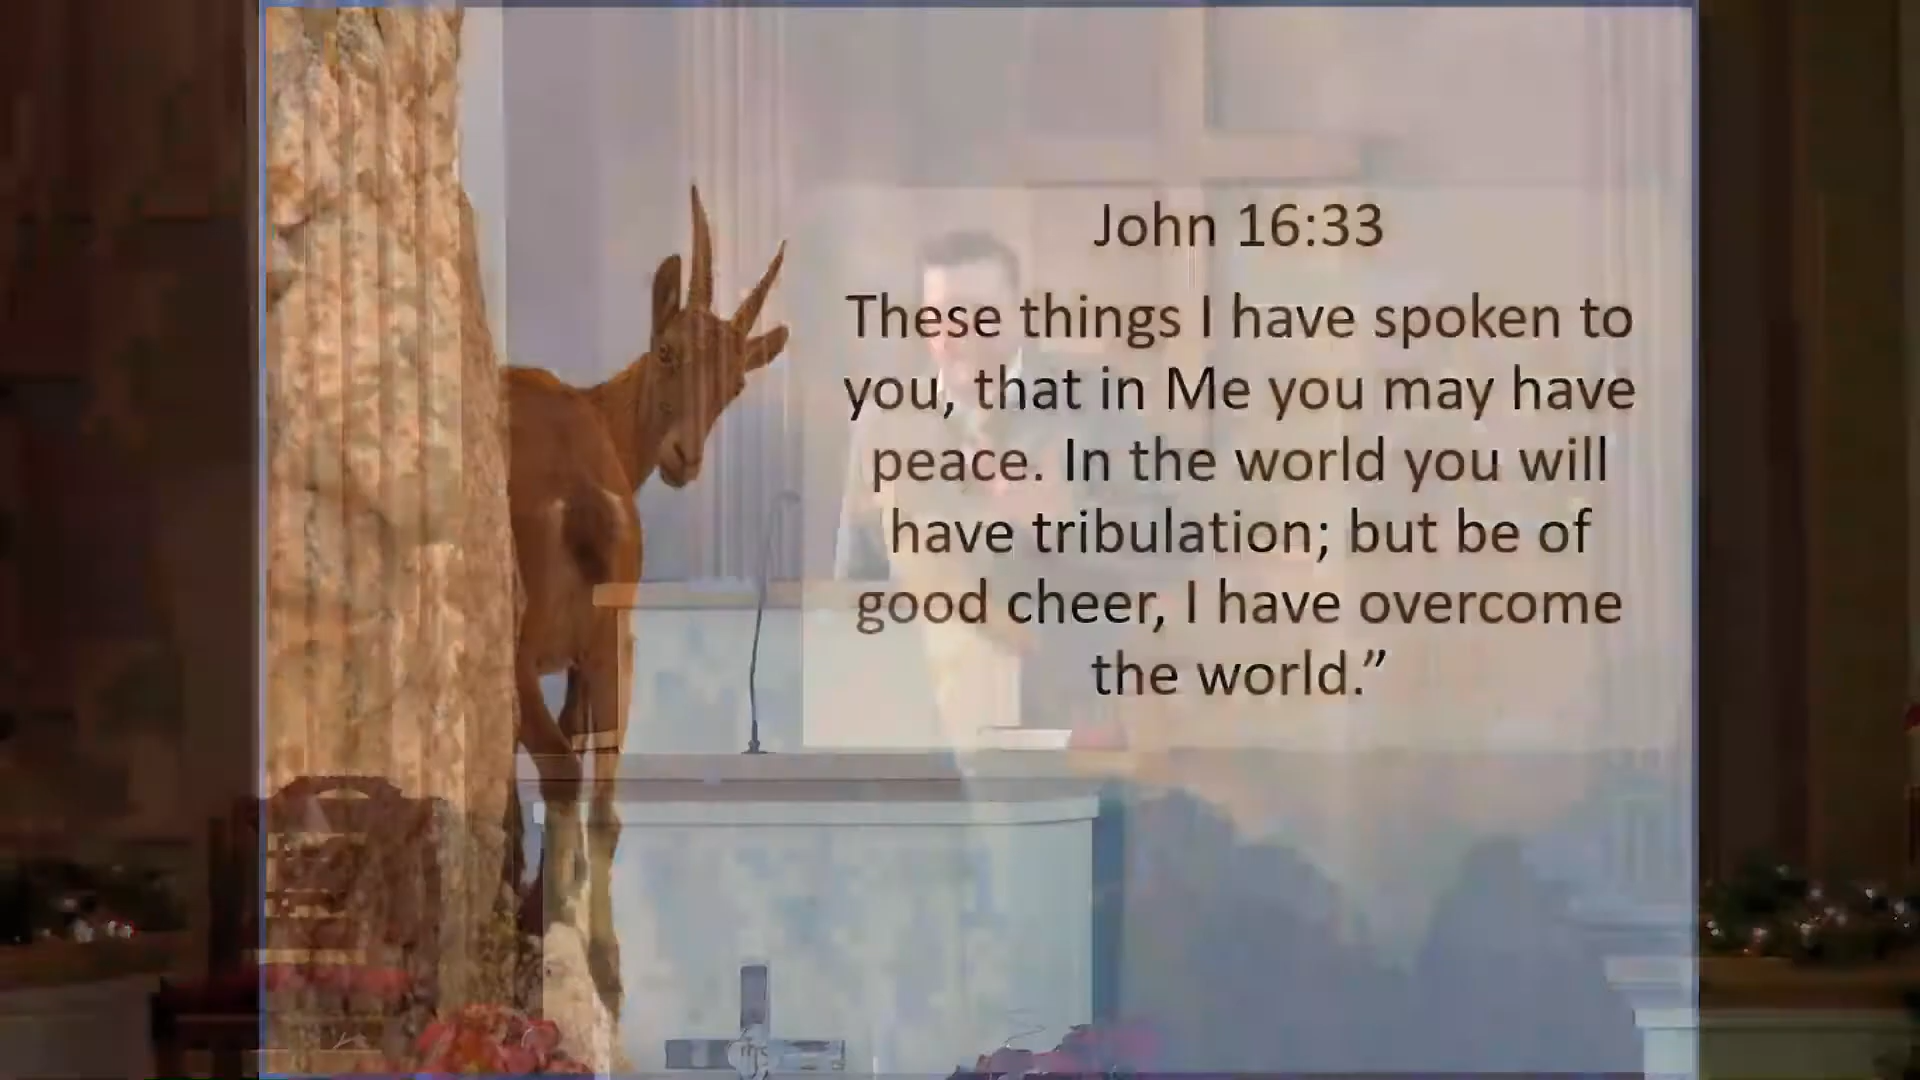 John 16:33
These things I have spoken to
you, that in Me you may have
peace. In the world you will
have tribulation; but be of
good cheer, I have overcome
the world.”